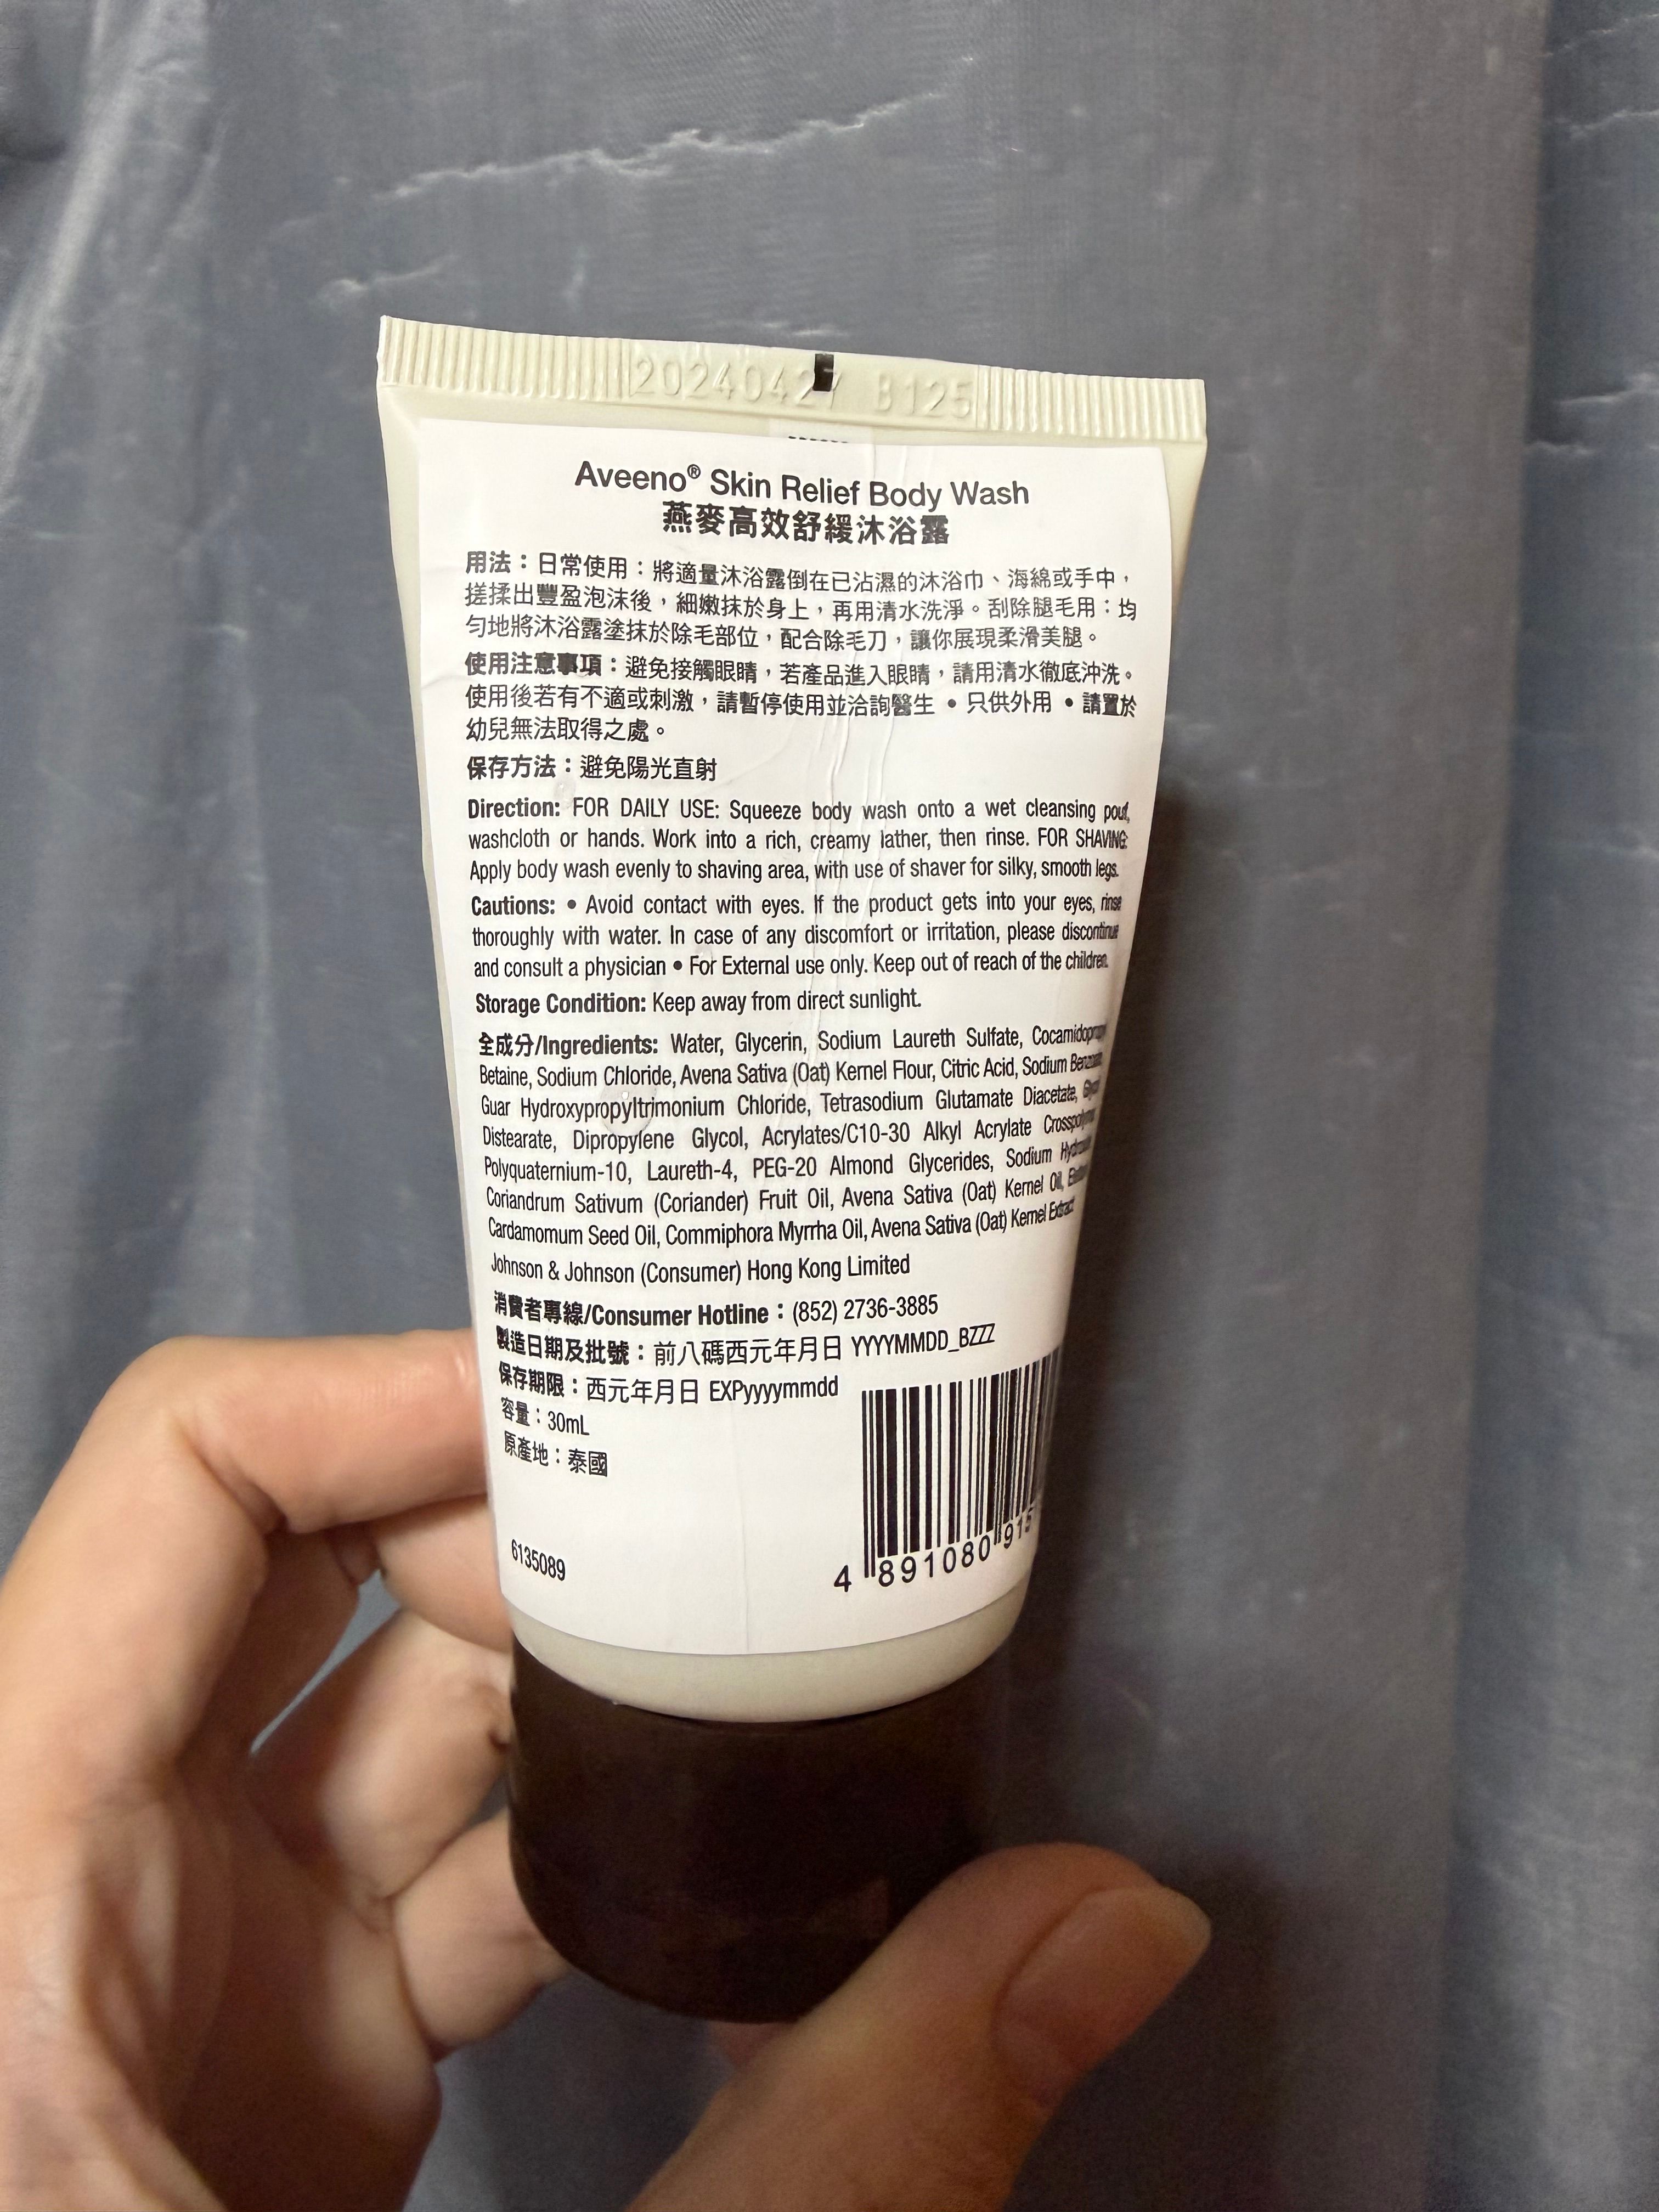 20240427 B125
Aveeno® Skin Relief Body Wash
燕麥高效舒緩沐浴露
用法：日常使用：將適量沐浴露倒在已沾濕的沐浴巾、海綿或手中，
搓揉出豐盈泡沫後，細嫩抹於身上，再用清水洗淨。刮除腿毛用：均
勻地將沐浴露塗抹於除毛部位，配合除毛刀，讓你展現柔滑美腿。
使用注意事項：避免接觸眼睛，若產品進入眼睛，請用清水徹底沖洗。
使用後若有不適或刺激，請暫停使用並洽詢醫生 • 只供外用 • 請置於
幼兒無法取得之處。
保存方法：避免陽光直射
Direction: FOR DAILY USE: Squeeze body wash onto a wet cleansing pouf,
washcloth or hands. Work into a rich, creamy lather, then rinse. FOR SHAVING:
Apply body wash evenly to shaving area, with use of shaver for silky, smooth legs.
Cautions: • Avoid contact with eyes. If the product gets into your eyes, rinse
thoroughly with water. In case of any discomfort or irritation, please discontinue
and consult a physician • For External use only. Keep out of reach of the children.
Storage Condition: Keep away from direct sunlight.
全成分/Ingredients: Water, Glycerin, Sodium Laureth Sulfate, Cocamidopropyl
Betaine, Sodium Chloride, Avena Sativa (Oat) Kernel Flour, Citric Acid, Sodium
Guar Hydroxypropyltrimonium Chloride, Tetrasodium Glutamate Diacetate, Glycol
Distearate, Dipropylene Glycol, Acrylates/C10-30 Alkyl Acrylate
Polyquaternium-10, Laureth-4, PEG-20 Almond Glycerides, Sodium
Coriandrum Sativum (Coriander) Fruit Oil, Avena Sativa (Oat) Kernel Oil,
Cardamomum Seed Oil, Commiphora Myrrha Oil, Avena Sativa (Oat) Kernel Extract
Johnson & Johnson (Consumer) Hong Kong Limited
消費者專線/Consumer Hotline：(852) 2736-3885
製造日期及批號：前八碼西元年月日 YYYYMMDD_BZZZ
保存期限：西元年月日 EXPyyyymmdd
容量：30mL
原產地：泰國
6135089
4 891080 915